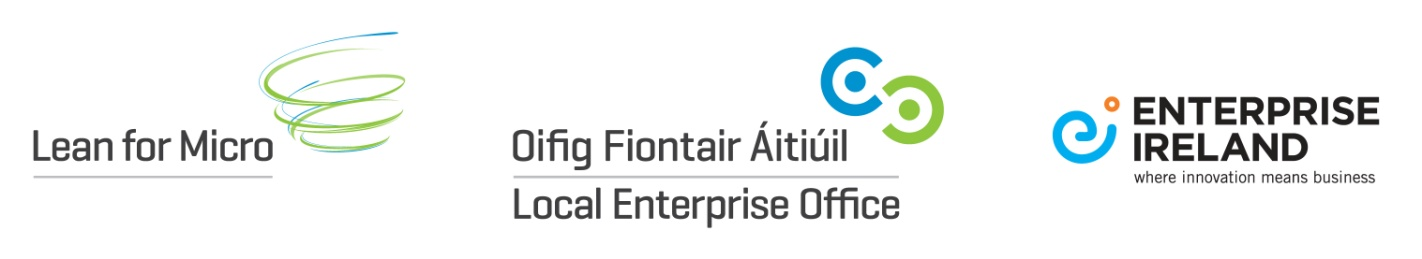 Lean for Micro
Oifig Fiontair Áitiúil
Local Enterprise Office
ENTERPRISE
IRELAND
where innovation means business